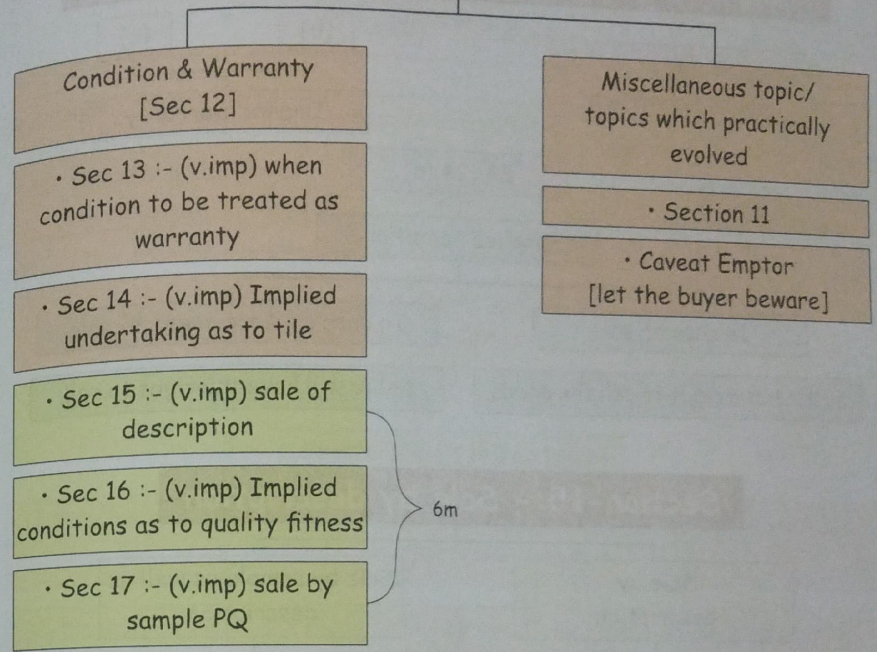 Condition & Warranty
[Sec 12]
• Sec 13 :- (v.imp) when
condition to be treated as
warranty
• Sec 14 :- (v.imp) Implied
undertaking as to tile
• Sec 15 :- (v.imp) sale of
description
• Sec 16 :- (v.imp) Implied
conditions as to quality fitness
• Sec 17 :- (v.imp) sale by
sample PQ
6m
Miscellaneous topic/
topics which practically
evolved
• Section 11
• Caveat Emptor
[let the buyer beware]